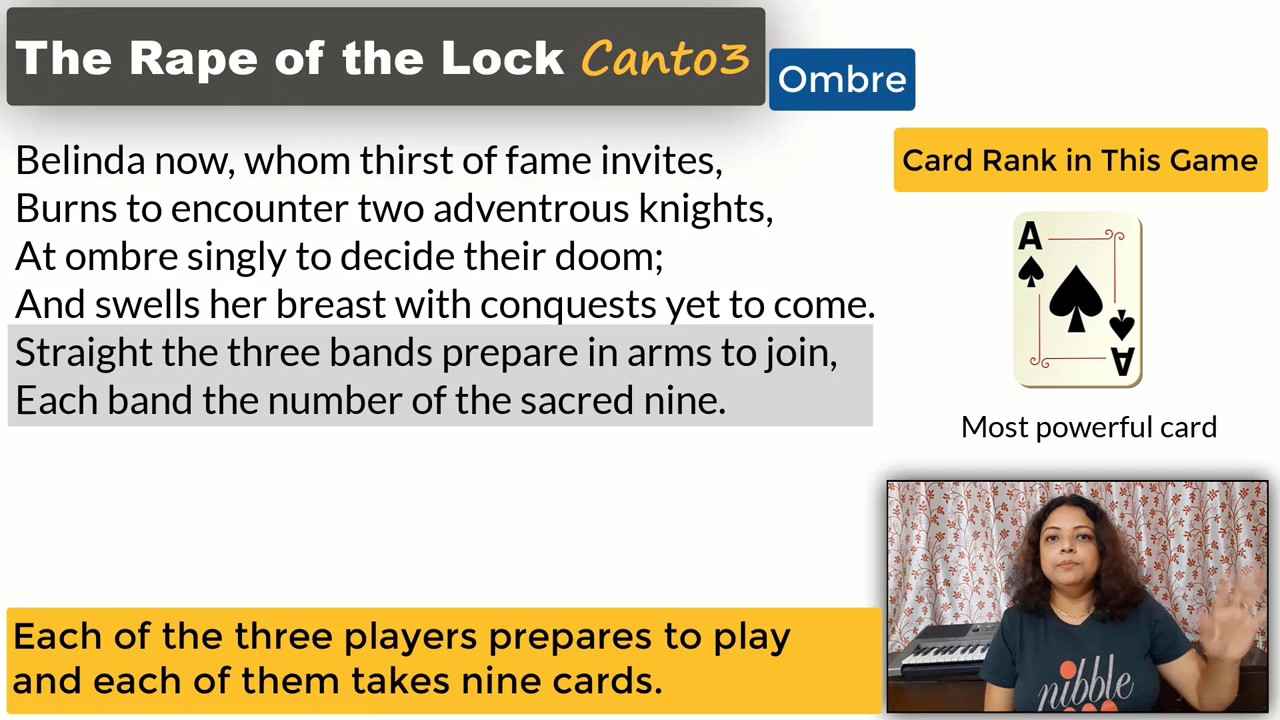 The Rape of the Lock Canto3
Ombre
Belinda now, whom thirst of fame invites,
Burns to encounter two adventrous knights,
At ombre singly to decide their doom;
And swells her breast with conquests yet to come.
Straight the three bands prepare in arms to join,
Each band the number of the sacred nine.
Card Rank in This Game
A
A
Most powerful card
Each of the three players prepares to play
and each of them takes nine cards.
nibble